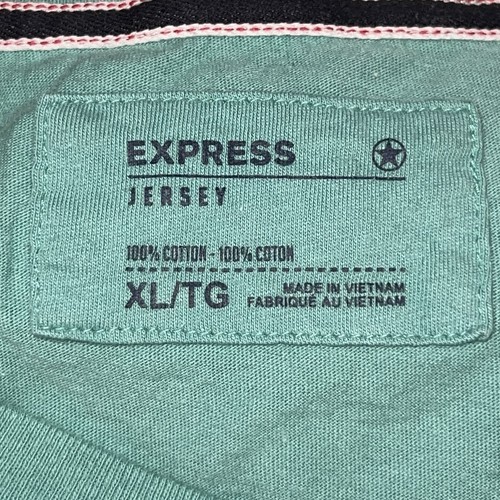 EXPRESS
JERSEY
100% COTTON - 100% COTON
XL/TG
MADE IN VIETNAM
FABRIQUÉ AU VIETNAM